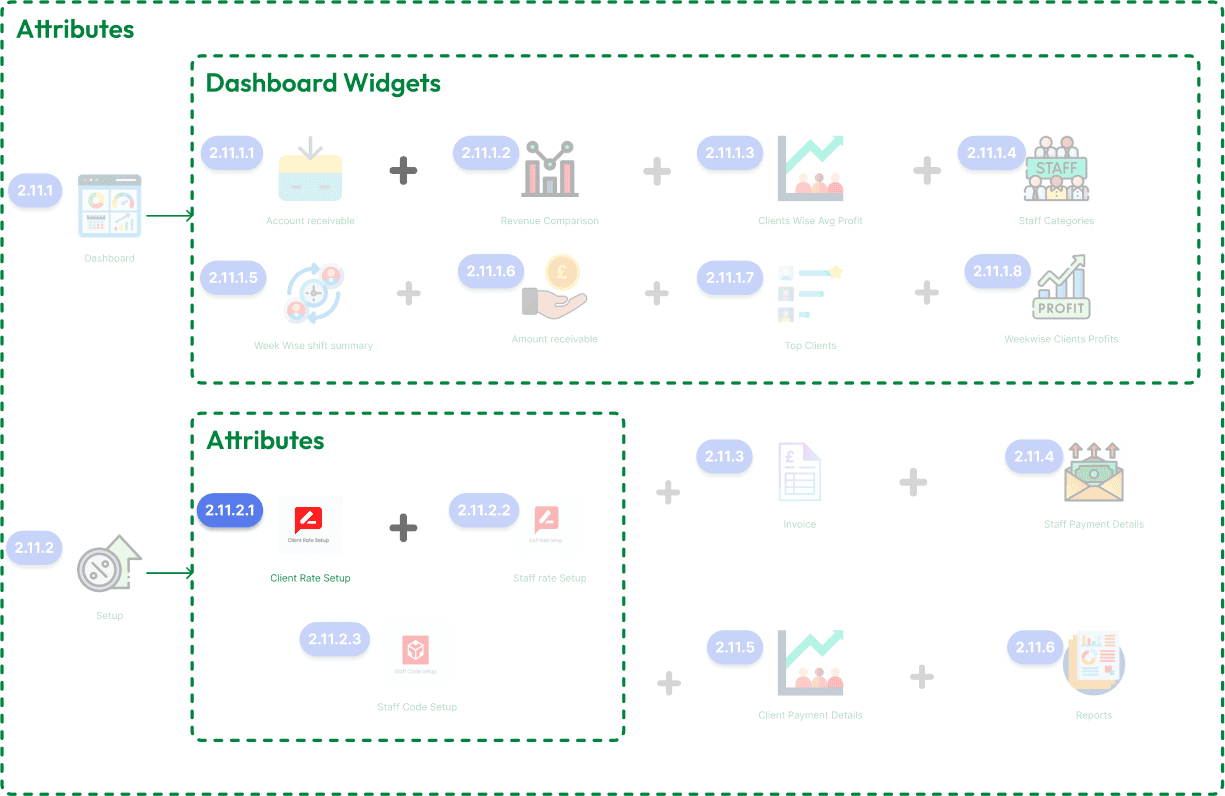 Attributes
Dashboard Widgets
2.11.1
Dashboard
2.11.1.1
Account receivable
2.11.1.2
Revenue Comparison
2.11.1.3
Clients Wise Avg Profit
2.11.1.4
STAFF
Staff Categories
2.11.1.5
Week Wise shift summary
2.11.1.6
£
Amount receivable
2.11.1.7
Top Clients
2.11.1.8
PROFIT
Weekwise Clients Profits
Attributes
2.11.2
Setup
2.11.2.1
Client Rate Setup
Client Rate Setup
2.11.2.2
Staff Rate Setup
Staff rate Setup
2.11.2.3
Staff Code Setup
Staff Code Setup
2.11.3
£
Invoice
2.11.4
Staff Payment Details
2.11.5
Client Payment Details
2.11.6
Reports